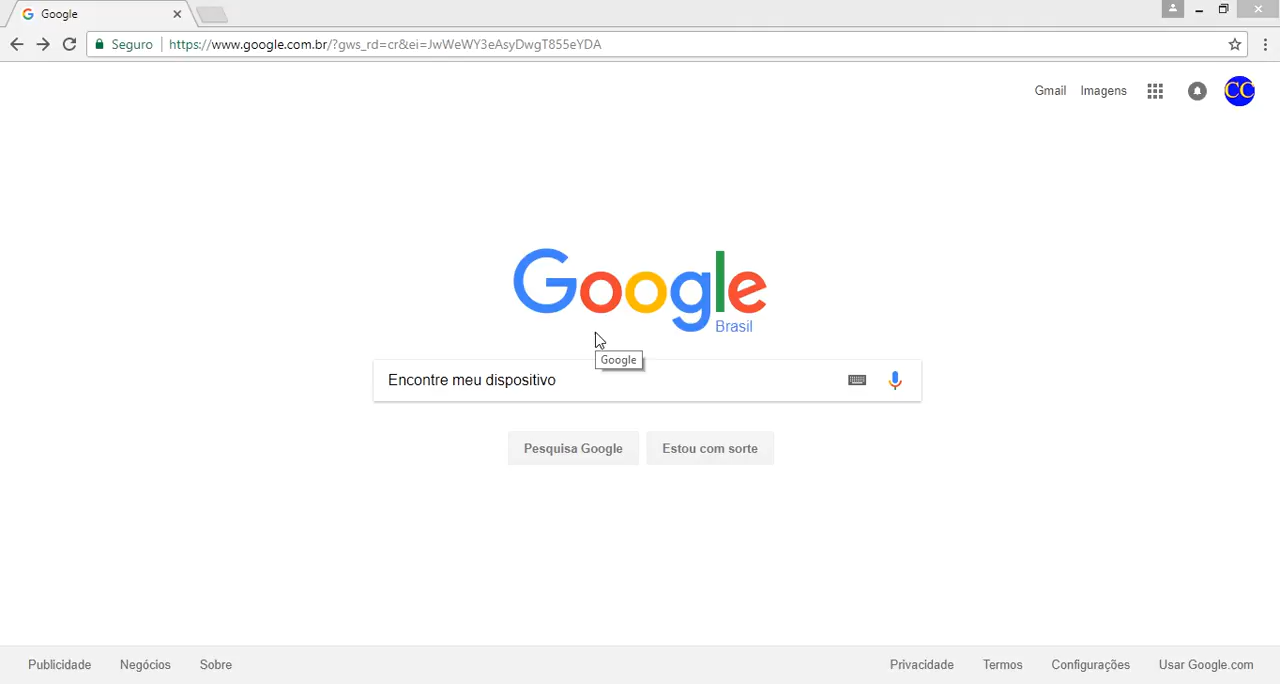 Google
Seguro
https://www.google.com.br/?gws_rd=cr&ei=JwWeWY3eAsyDwgT855eYDA
Gmail Imagens
CC
Google
Brasil
Google
Encontre meu dispositivo
Pesquisa Google Estou com sorte
Publicidade Negócios Sobre Privacidade Termos Configurações Usar Google.com